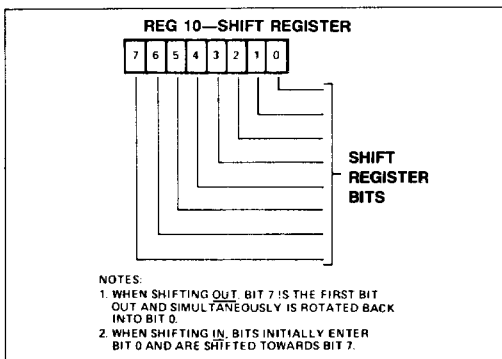 REG 10—SHIFT REGISTER
7 6 5 4 3 2 1 0
SHIFT
REGISTER
BITS
NOTES:
1. WHEN SHIFTING OUT, BIT 7 IS THE FIRST BIT
OUT AND SIMULTANEOUSLY IS ROTATED BACK
INTO BIT 0.
2. WHEN SHIFTING IN, BITS INITIALLY ENTER
BIT 0 AND ARE SHIFTED TOWARDS BIT 7.